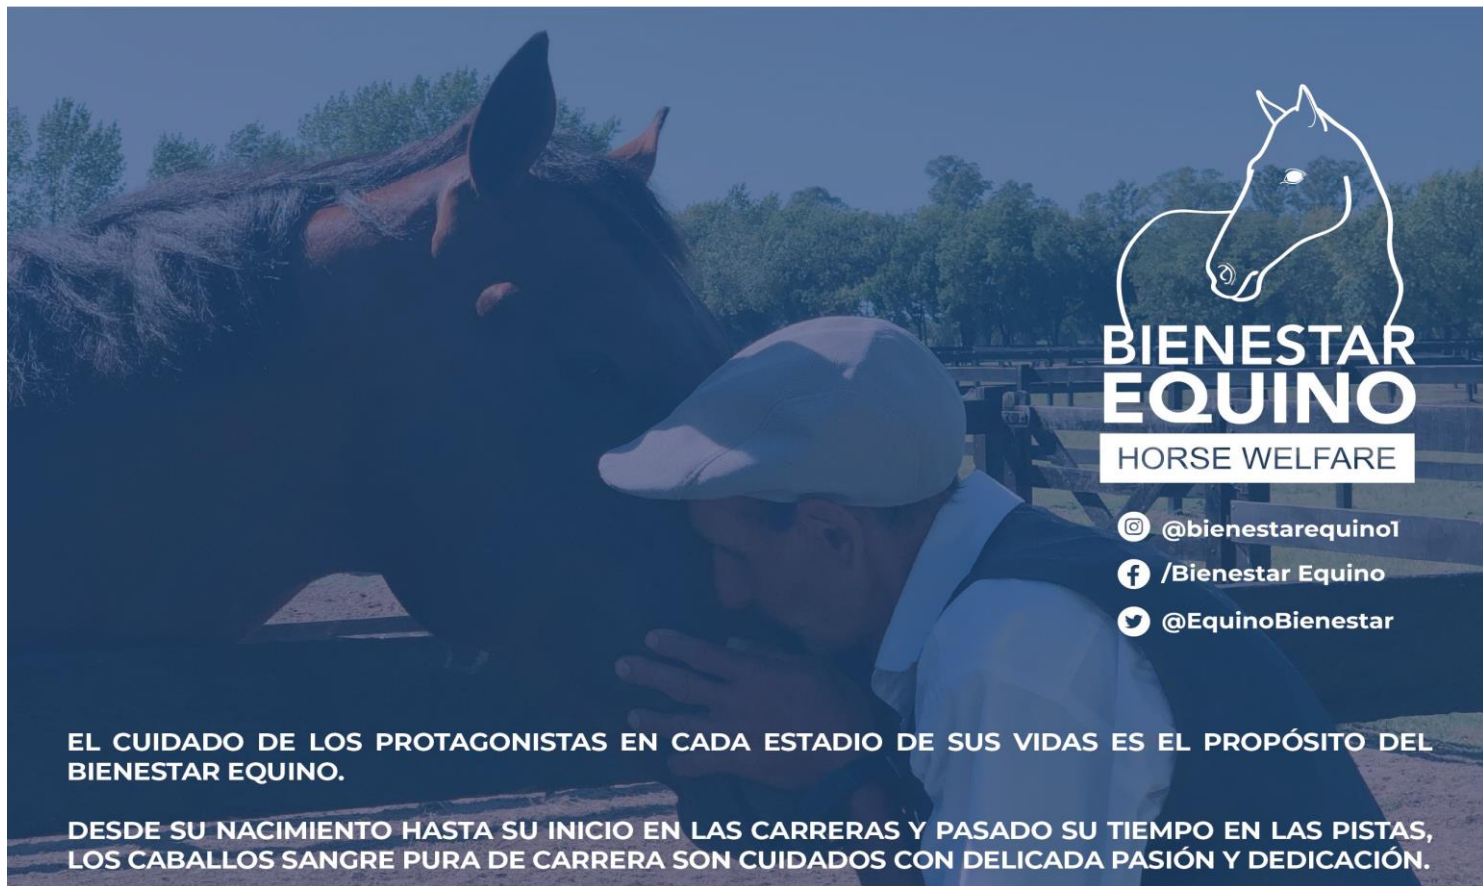 BIENESTAR
EQUINO
HORSE WELFARE
@bienestarequino1
/Bienestar Equino
@EquinoBienestar
EL CUIDADO DE LOS PROTAGONISTAS EN CADA ESTADIO DE SUS VIDAS ES EL PROPÓSITO DEL
BIENESTAR EQUINO.
DESDE SU NACIMIENTO HASTA SU INICIO EN LAS CARRERAS Y PASADO SU TIEMPO EN LAS PISTAS,
LOS CABALLOS SANGRE PURA DE CARRERA SON CUIDADOS CON DELICADA PASIÓN Y DEDICACIÓN.